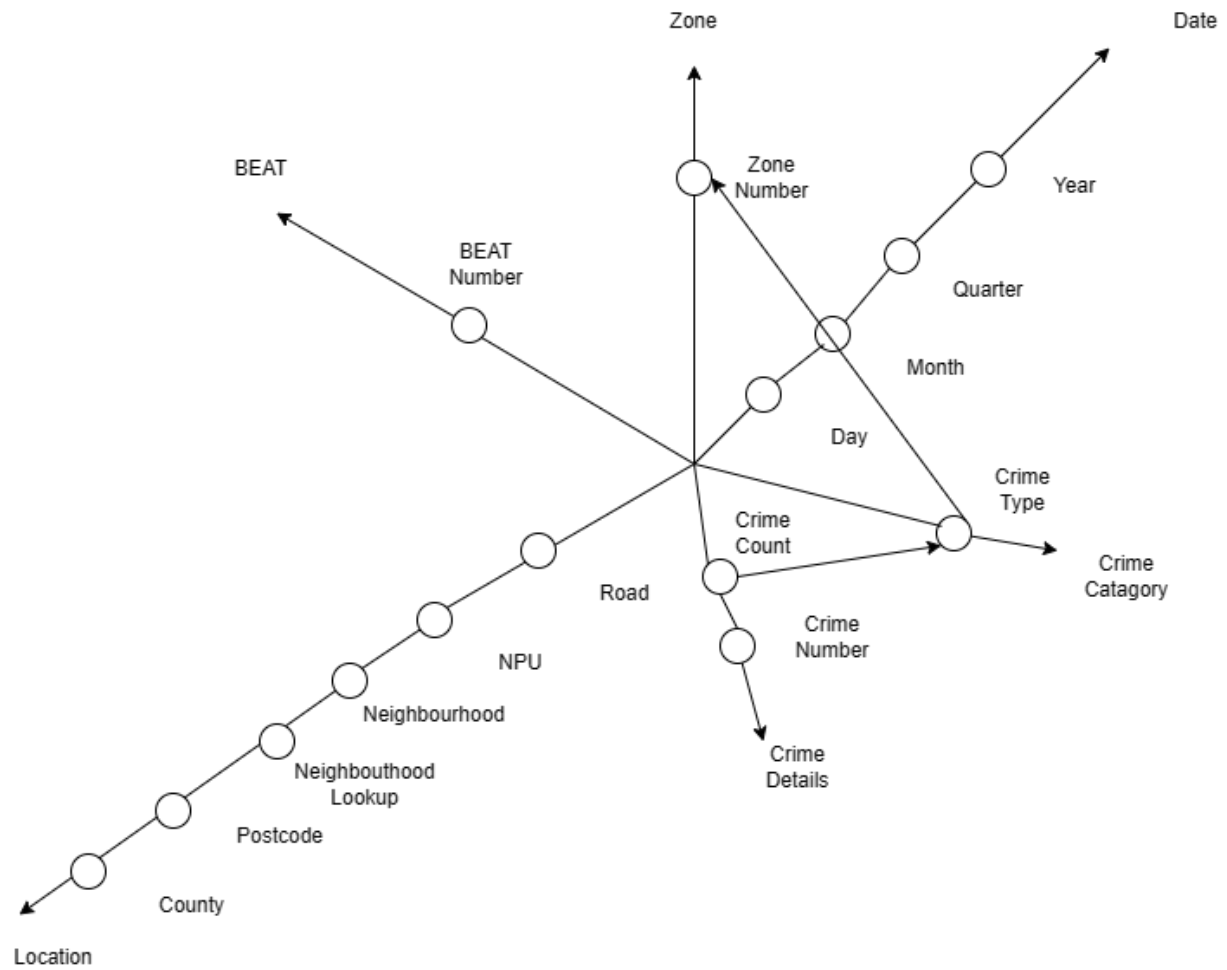 Zone
Date
BEAT
Zone
Number
Year
BEAT
Number
Quarter
Month
Day
Crime
Type
Crime
Count
Crime
Catagory
Road
Crime
Number
NPU
Neighbourhood
Neighbouthood
Lookup
Crime
Details
Postcode
County
Location